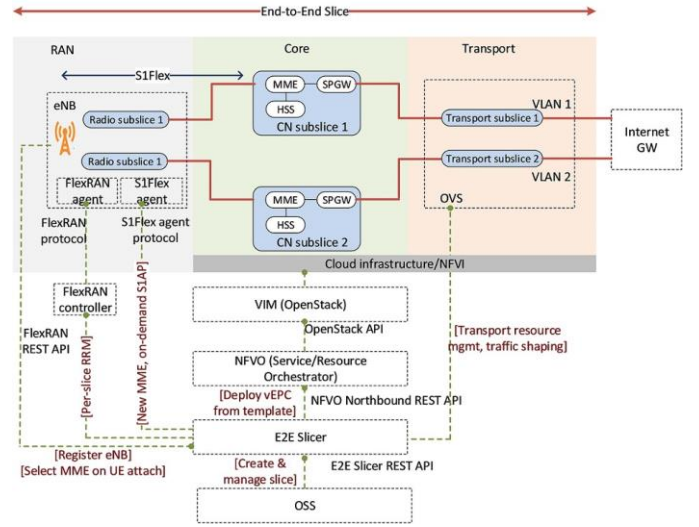 End-to-End Slice
RAN
Core
Transport
S1Flex
eNB
Radio subslice 1
Radio subslice 1
FlexRAN
agent
S1Flex
agent
FlexRAN
protocol
S1Flex agent
protocol
MME
SPGW
HSS
CN subslice 1
MME
SPGW
HSS
CN subslice 2
VLAN 1
Transport subslice 1
Transport subslice 2
VLAN 2
OVS
Internet
GW
Cloud infrastructure/NFVI
FlexRAN
controller
FlexRAN
REST API
[Per-slice RRM]
[New MME, on-demand S1AP]
VIM (OpenStack)
OpenStack API
NFVO (Service/Resource
Orchestrator)
[Deploy vEPC
from template]
NFVO Northbound REST API
[Transport resource
mgmt, traffic shaping]
E2E Slicer
[Register eNB]
[Select MME on UE attach]
[Create &
manage slice]
E2E Slicer REST API
OSS